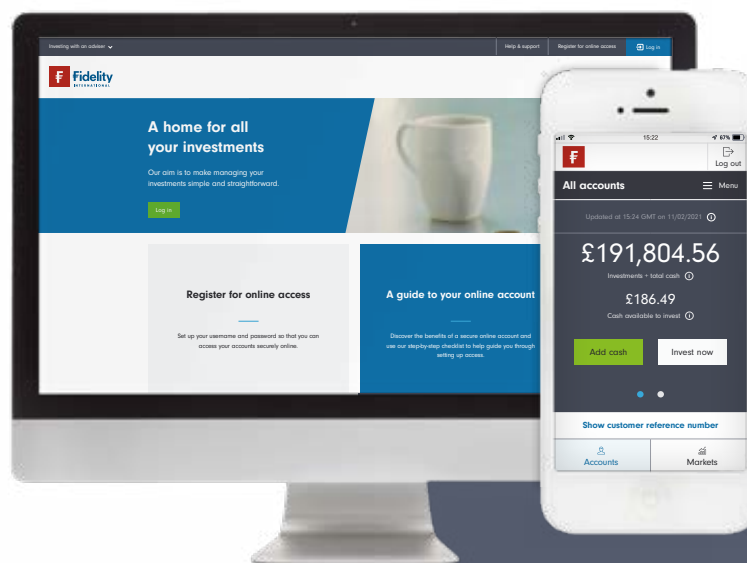 Investing with an adviser
Help & support
Register for online access
Log in
Fidelity
INTERNATIONAL
A home for all
your investments
Our aim is to make managing your
investments simple and straightforward.
Log in
Register for online access
Set up your username and password so that you can
access your accounts securely online.
A guide to your online account
Discover the benefits of a secure online account and
use our step-by-step checklist to help guide you through
setting up access.
15:22
67%
Log out
All accounts
Menu
Updated at 15:24 GMT on 11/02/2021
£191,804.56
Investments + total cash
£186.49
Cash available to invest
Add cash
Invest now
Show customer reference number
Accounts
Markets